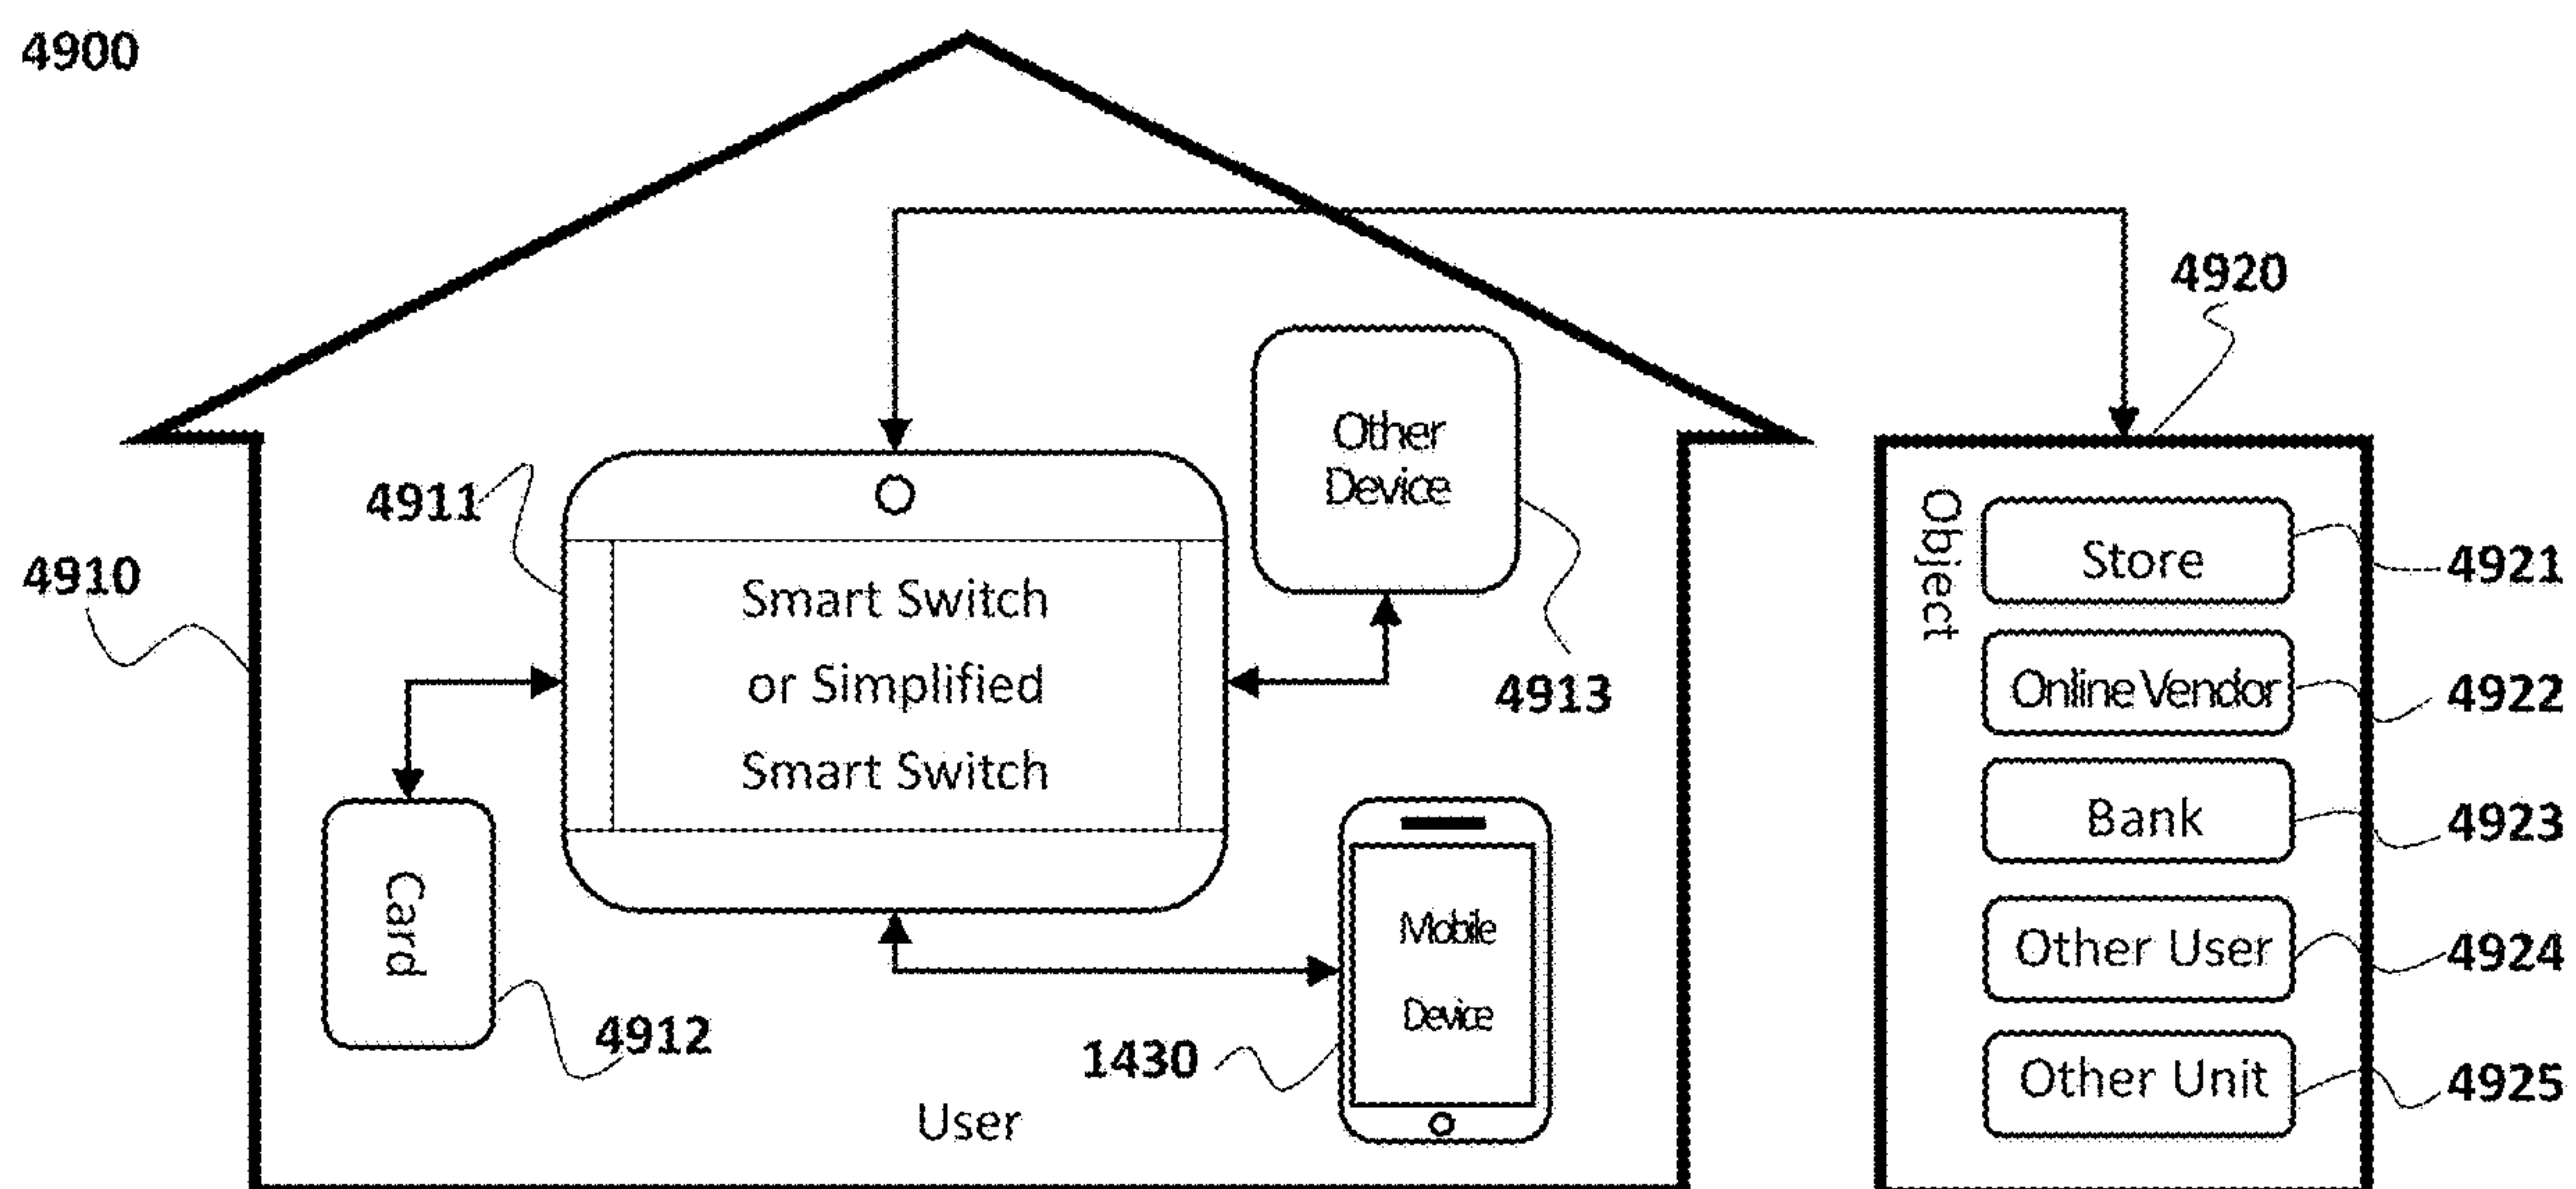 4900
4920
Other
Device
4911
Object
Store
4921
4910
Smart Switch
or Simplified
Smart Switch
4913
Online Vendor
4922
Bank
4923
Card
Mobile
Device
Other User
4924
4912
1430
Other Unit
4925
User